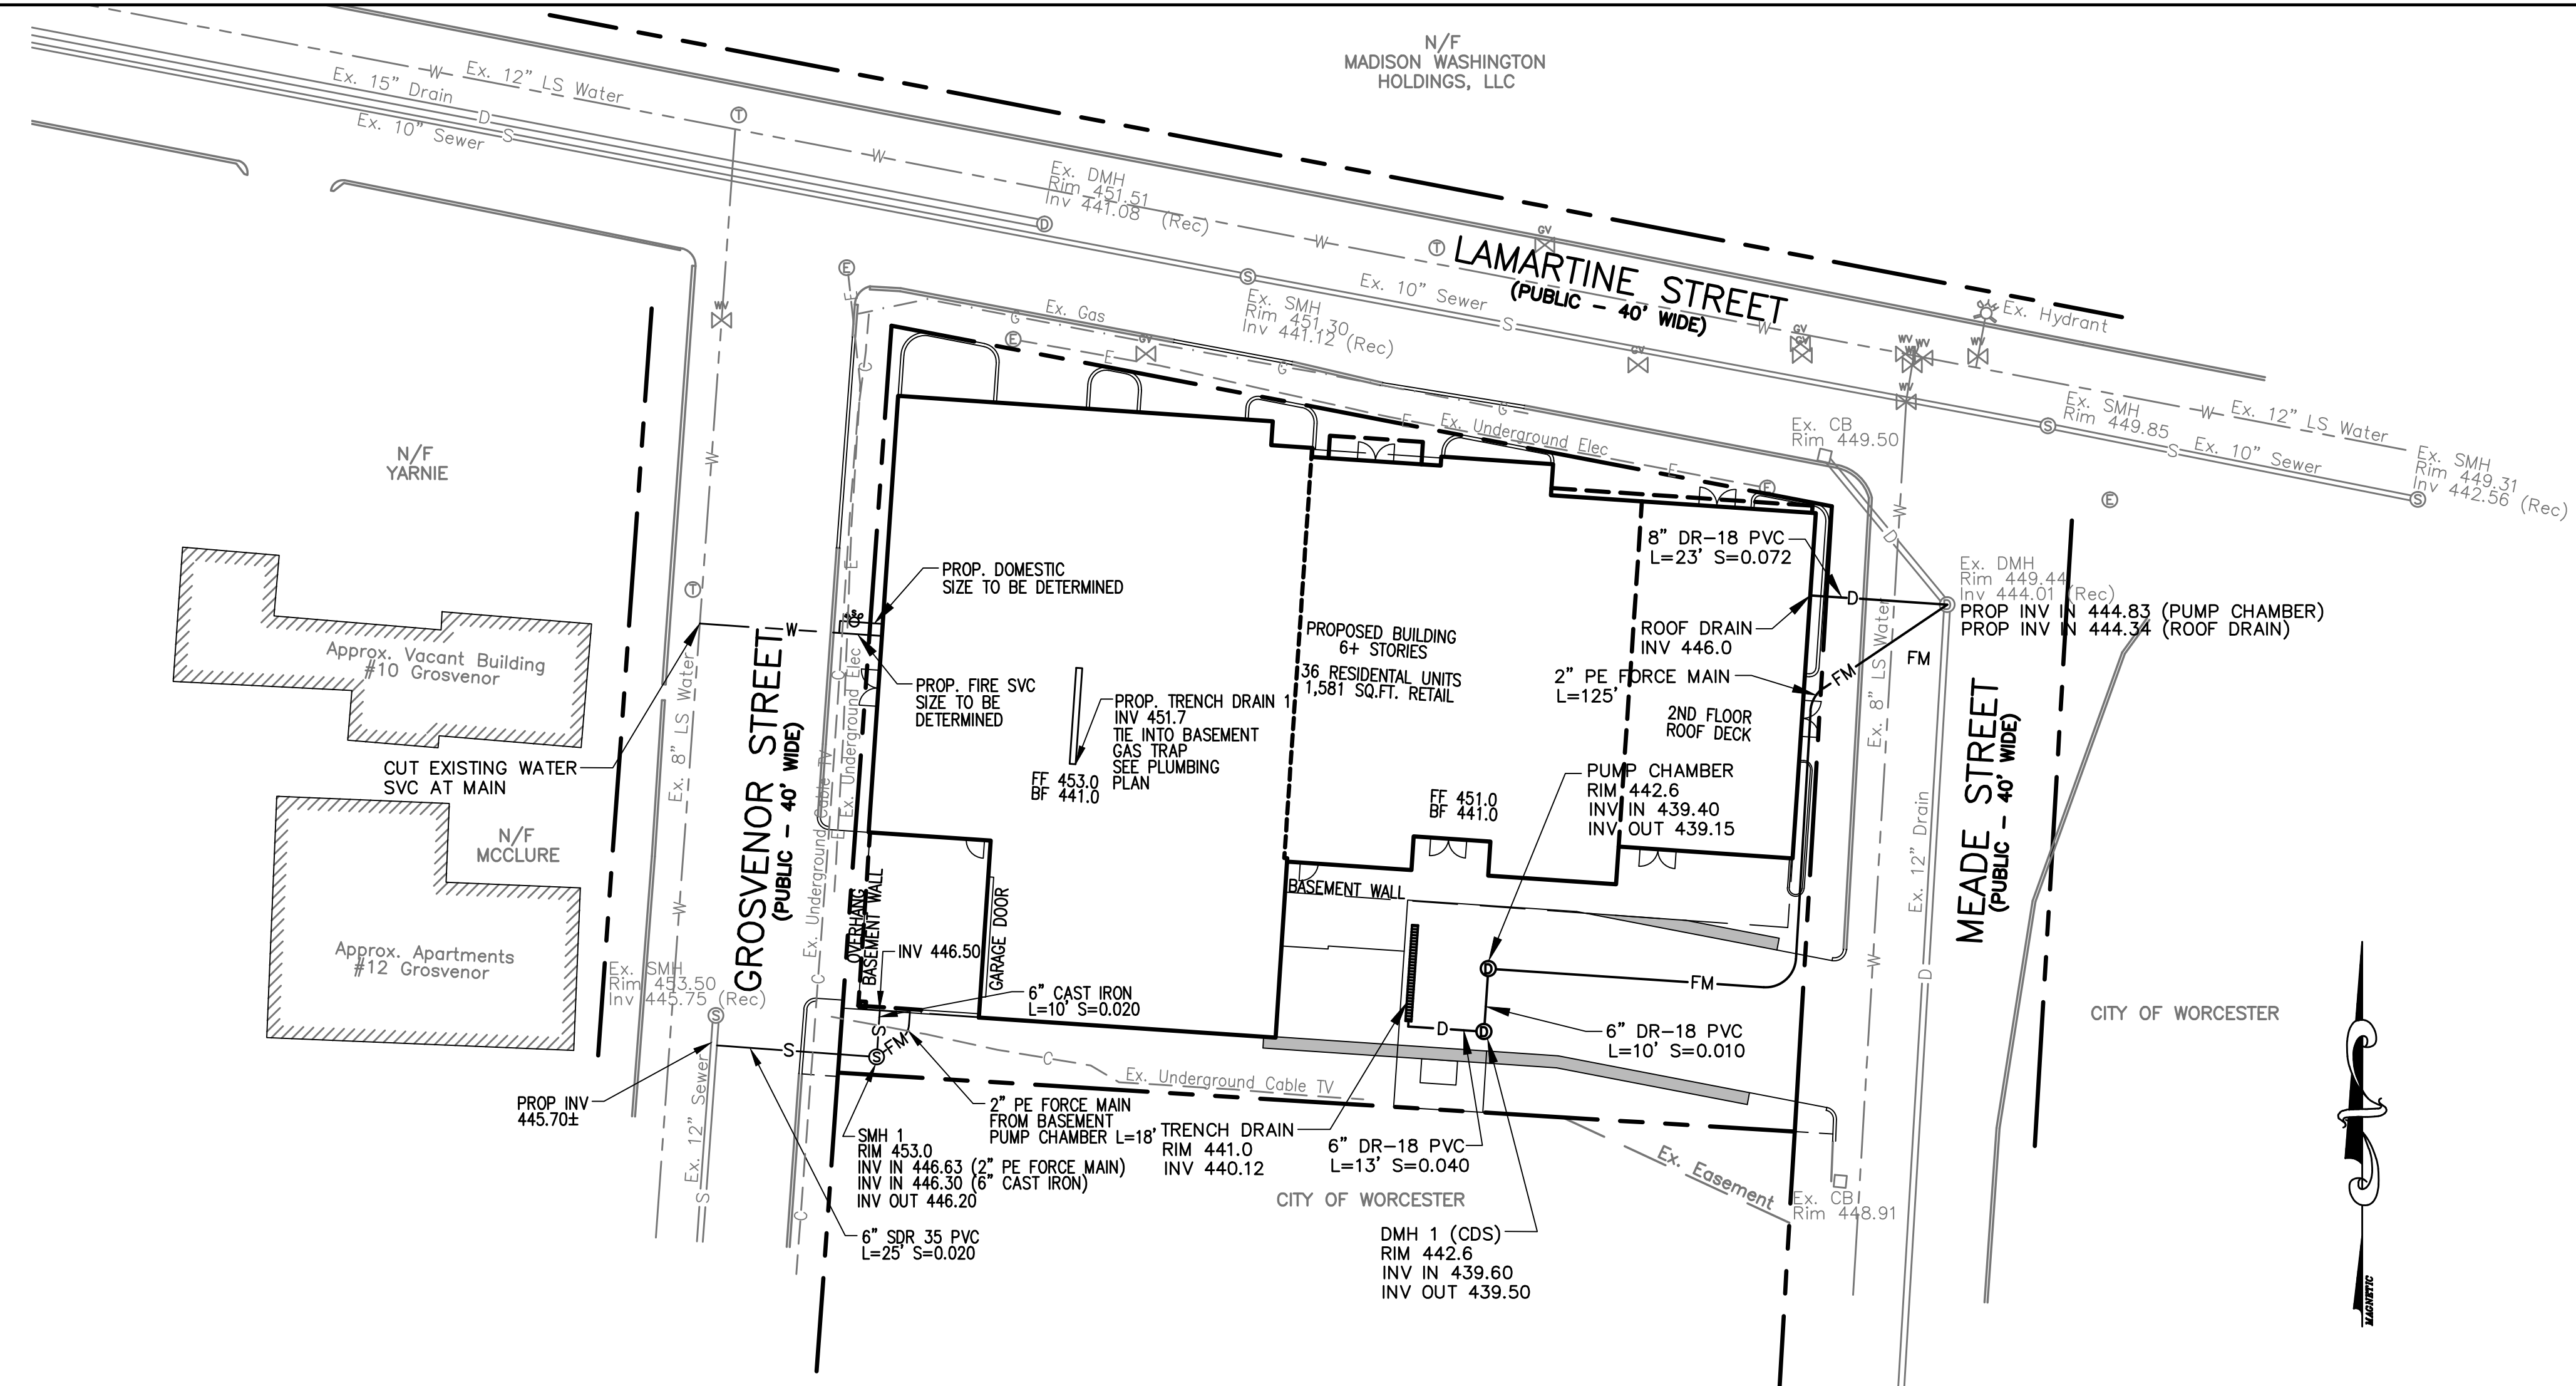 N/F
MADISON WASHINGTON
HOLDINGS, LLC
Ex. 12" LS Water
W
Ex. 15" Drain
D
S
Ex. 10" Sewer
T
W
Ex. DMH
Rim 451.51
Inv 441.08 (Rec)
D
W
T
GV
LAMARTINE STREET
(PUBLIC - 40' WIDE)
Ex. 10" Sewer
S
S
Ex. SMH
Rim 451.30
Inv 441.12 (Rec)
W
Ex. Hydrant
E
E
WV
Ex. Gas
G
E
GV
E
G
C
GV
GV
GV
WV
WV
WV
WV
G
E
Ex. Underground Elec
E
E
Ex. CB
Rim 449.50
Ex. SMH
Rim 449.85
S
W
Ex. 12" LS Water
S
Ex. 10" Sewer
Ex. SMH
Rim 449.31
Inv 442.56 (Rec)
S
E
N/F
YARNIE
W
W
D
8" DR-18 PVC
L=23' S=0.072
Ex. DMH
Rim 449.44
Inv 444.01 (Rec)
PROP INV IN 444.83 (PUMP CHAMBER)
PROP INV IN 444.34 (ROOF DRAIN)
E
PROP. DOMESTIC
SIZE TO BE DETERMINED
T
D
W
Approx. Vacant Building
#10 Grosvenor
PROPOSED BUILDING
6+ STORIES
36 RESIDENTAL UNITS
1,581 SQ.FT. RETAIL
ROOF DRAIN
INV 446.0
FM
FM
2" PE FORCE MAIN
L=125'
PROP. FIRE SVC
SIZE TO BE
DETERMINED
PROP. TRENCH DRAIN 1
INV 451.7
TIE INTO BASEMENT
GAS TRAP
SEE PLUMBING
PLAN
2ND FLOOR
ROOF DECK
Ex. 8" LS Water
Ex. 8" LS Water
CUT EXISTING WATER
SVC AT MAIN
GROSVENOR STREET
(PUBLIC - 40' WIDE)
C
Ex. Underground Cable TV
Ex. Underground Elec
E
FF 453.0
BF 441.0
FF 451.0
BF 441.0
PUMP CHAMBER
RIM 442.6
INV IN 439.40
INV OUT 439.15
MEADE STREET
(PUBLIC - 40' WIDE)
Ex. 12" Drain
N/F
MCCLURE
BASEMENT WALL
W
OVERHANG
BASEMENT WALL
GARAGE DOOR
INV 446.50
Approx. Apartments
#12 Grosvenor
Ex. SMH
Rim 453.50
Inv 445.75 (Rec)
C
Ex. Underground Cable TV
W
D
D
FM
6" CAST IRON
L=10' S=0.020
S
CITY OF WORCESTER
S
S
S
FM
D
D
6" DR-18 PVC
L=10' S=0.010
C
Ex. Underground Cable TV
PROP INV
445.70±
Ex. 12" Sewer
2" PE FORCE MAIN
FROM BASEMENT
PUMP CHAMBER L=18'
SMH 1
RIM 453.0
INV IN 446.63 (2" PE FORCE MAIN)
INV IN 446.30 (6" CAST IRON)
INV OUT 446.20
TRENCH DRAIN
RIM 441.0
INV 440.12
6" DR-18 PVC
L=13' S=0.040
Ex. Easement
S
C
CITY OF WORCESTER
Ex. CB
Rim 448.91
6" SDR 35 PVC
L=25' S=0.020
DMH 1 (CDS)
RIM 442.6
INV IN 439.60
INV OUT 439.50
MAGNETIC